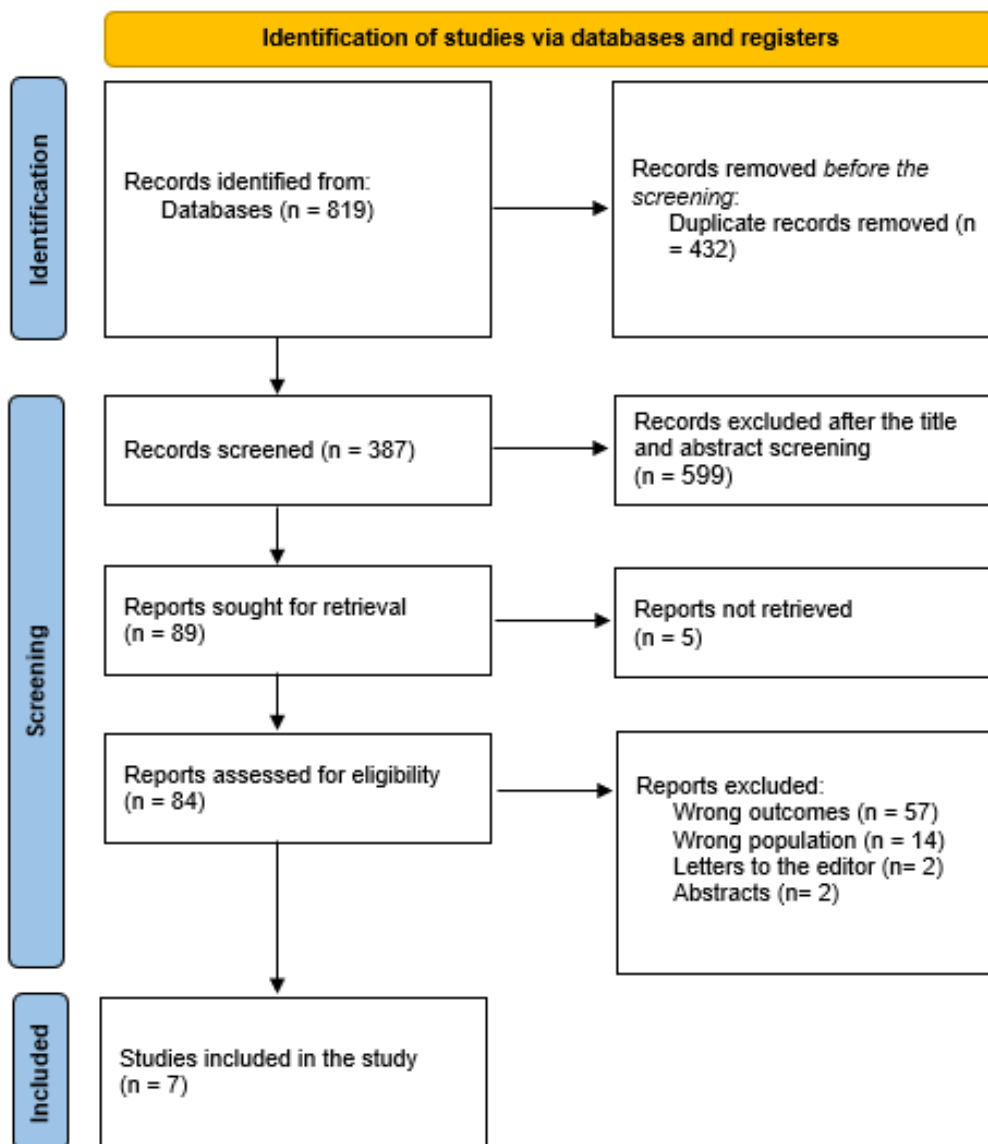 Identification of studies via databases and registers
Identification
Records identified from:
Databases (n = 819)
Records removed before the
screening:
Duplicate records removed (n
= 432)
Screening
Records screened (n = 387)
Records excluded after the title
and abstract screening
(n = 599)
Reports sought for retrieval
(n = 89)
Reports not retrieved
(n = 5)
Reports assessed for eligibility
(n = 84)
Reports excluded:
Wrong outcomes (n = 57)
Wrong population (n = 14)
Letters to the editor (n= 2)
Abstracts (n= 2)
Included
Studies included in the study
(n = 7)